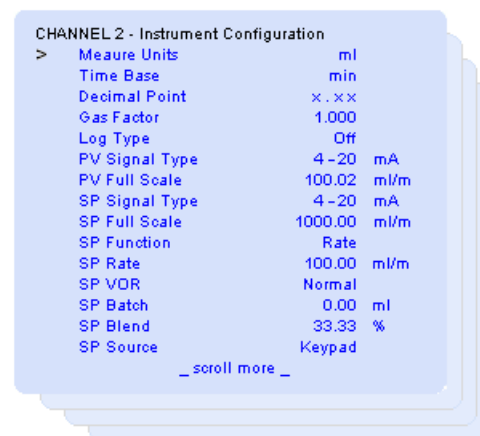 CHANNEL 2 - Instrument Configuration
> Meaure Units ml
Time Base min
Decimal Point x.xx
Gas Factor 1.000
Log Type Off
PV Signal Type 4-20 mA
PV Full Scale 100.02 ml/m
SP Signal Type 4-20 mA
SP Full Scale 1000.00 ml/m
SP Function Rate
SP Rate 100.00 ml/m
SP VOR Normal
SP Batch 0.00 ml
SP Blend 33.33 %
SP Source Keypad
_ scroll more _